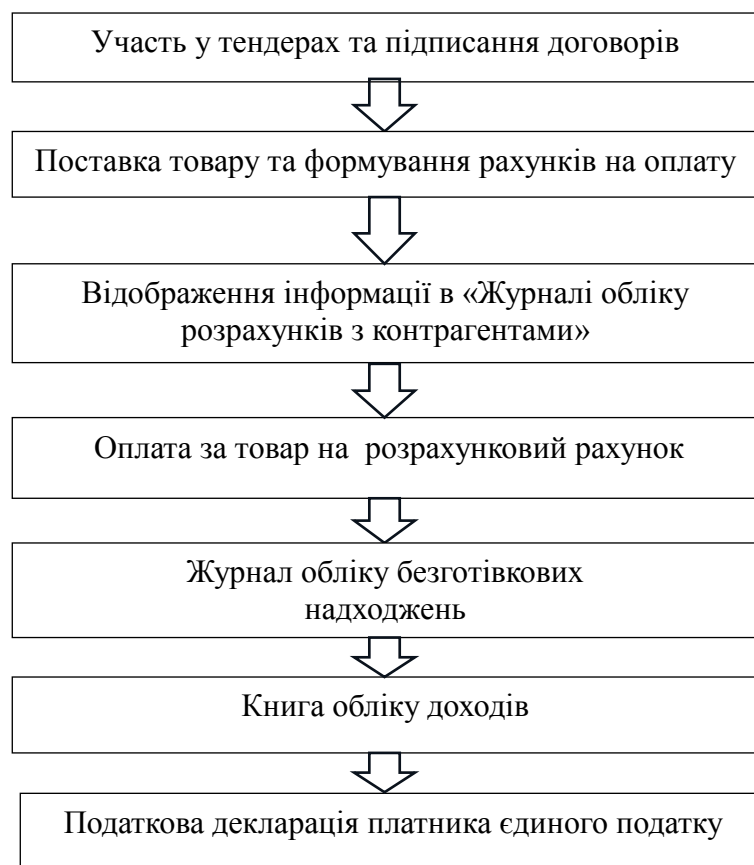 Участь у тендерах та підписання договорів
Поставка товару та формування рахунків на оплату
Відображення інформації в «Журналі обліку
розрахунків з контрагентами»
Оплата за товар на розрахунковий рахунок
Журнал обліку безготівкових
надходжень
Книга обліку доходів
Податкова декларація платника єдиного податку